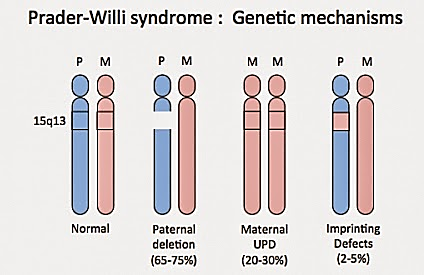 Prader-Willi syndrome : Genetic mechanisms
P M P M M M P M
15q13
Normal
Paternal
deletion
(65-75%)
Maternal
UPD
(20-30%)
Imprinting
Defects
(2-5%)